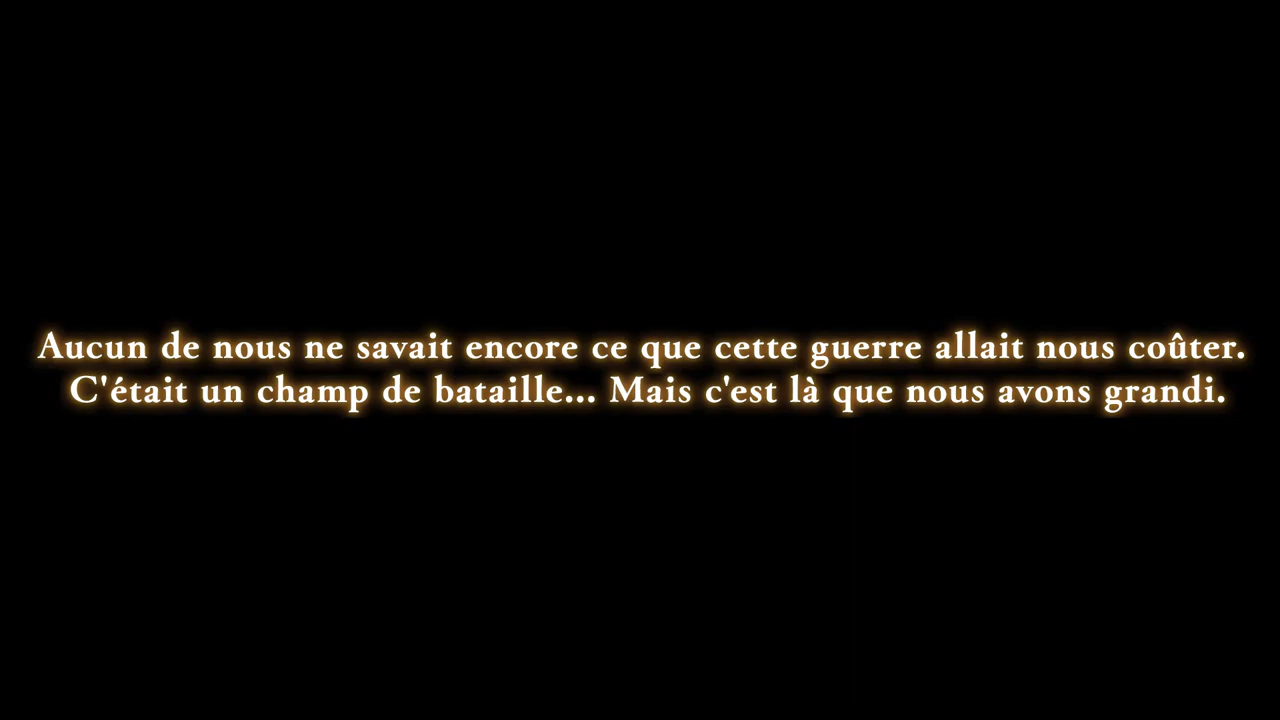 Aucun de nous ne savait encore ce que cette guerre allait nous coûter.
C'était un champ de bataille... Mais c'est là que nous avons grandi.